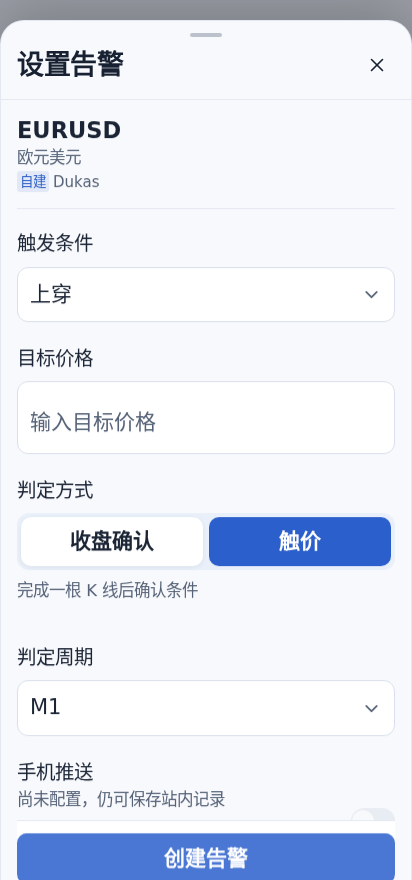 设置告警
EURUSD
欧元美元
自建 Dukas
触发条件
上穿
目标价格
输入目标价格
判定方式
收盘确认 触价
完成一根 K 线后确认条件
判定周期
M1
手机推送
尚未配置，仍可保存站内记录
创建告警